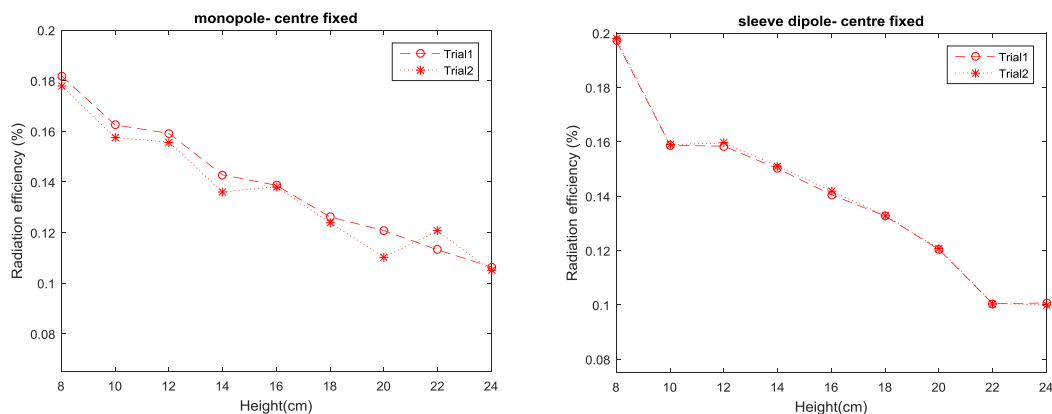 monopole- centre fixed
0.2
0.18
0.16
0.14
0.12
0.1
0.08
Radiation efficiency (%)
Trial1
Trial2
8 10 12 14 16 18 20 22 24
Height(cm)
sleeve dipole- centre fixed
0.2
0.18
0.16
0.14
0.12
0.1
0.08
Radiation efficiency (%)
Trial1
Trial2
8 10 12 14 16 18 20 22 24
Height(cm)